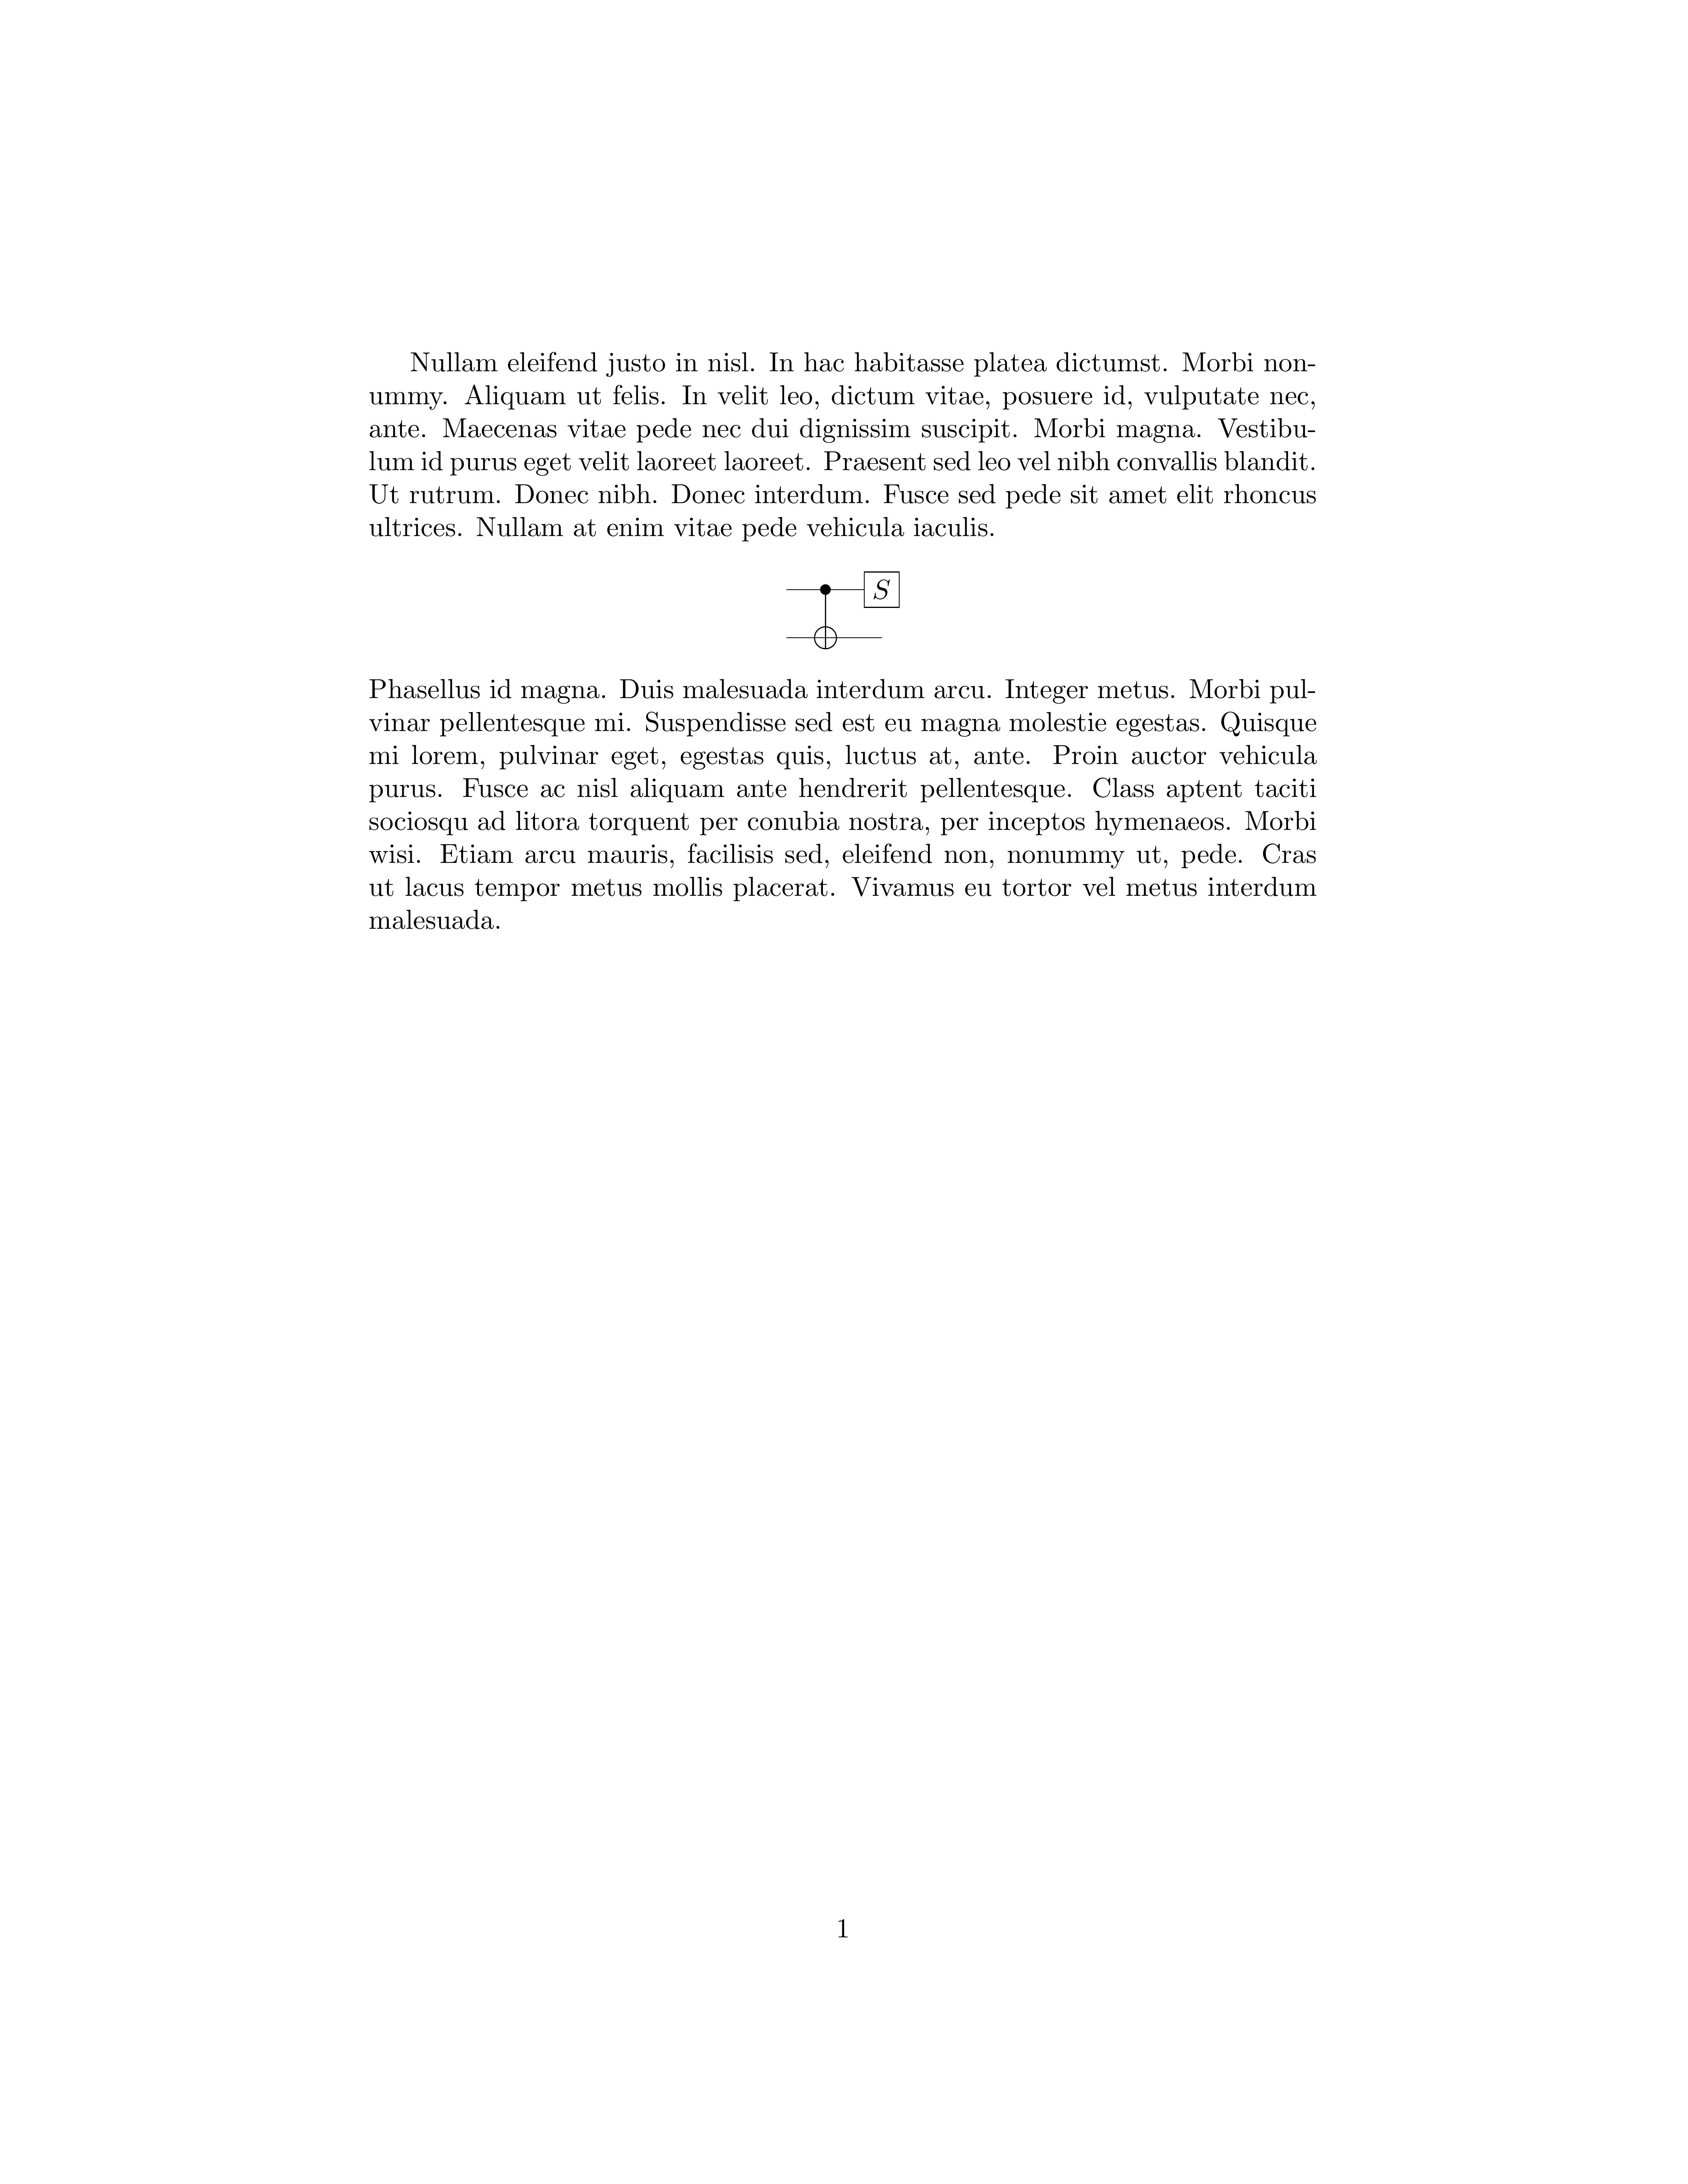 Nullam eleifend justo in nisl. In hac habitasse platea dictumst. Morbi non-
ummy. Aliquam ut felis. In velit leo, dictum vitae, posuere id, vulputate nec,
ante. Maecenas vitae pede nec dui dignissim suscipit. Morbi magna. Vestibu-
lum id purus eget velit laoreet laoreet. Praesent sed leo vel nibh convallis blandit.
Ut rutrum. Donec nibh. Donec interdum. Fusce sed pede sit amet elit rhoncus
ultrices. Nullam at enim vitae pede vehicula iaculis.
S
Phasellus id magna. Duis malesuada interdum arcu. Integer metus. Morbi pul-
vinar pellentesque mi. Suspendisse sed est eu magna molestie egestas. Quisque
mi lorem, pulvinar eget, egestas quis, luctus at, ante. Proin auctor vehicula
purus. Fusce ac nisl aliquam ante hendrerit pellentesque. Class aptent taciti
sociosqu ad litora torquent per conubia nostra, per inceptos hymenaeos. Morbi
wisi. Etiam arcu mauris, facilisis sed, eleifend non, nonummy ut, pede. Cras
ut lacus tempor metus mollis placerat. Vivamus eu tortor vel metus interdum
malesuada.
1